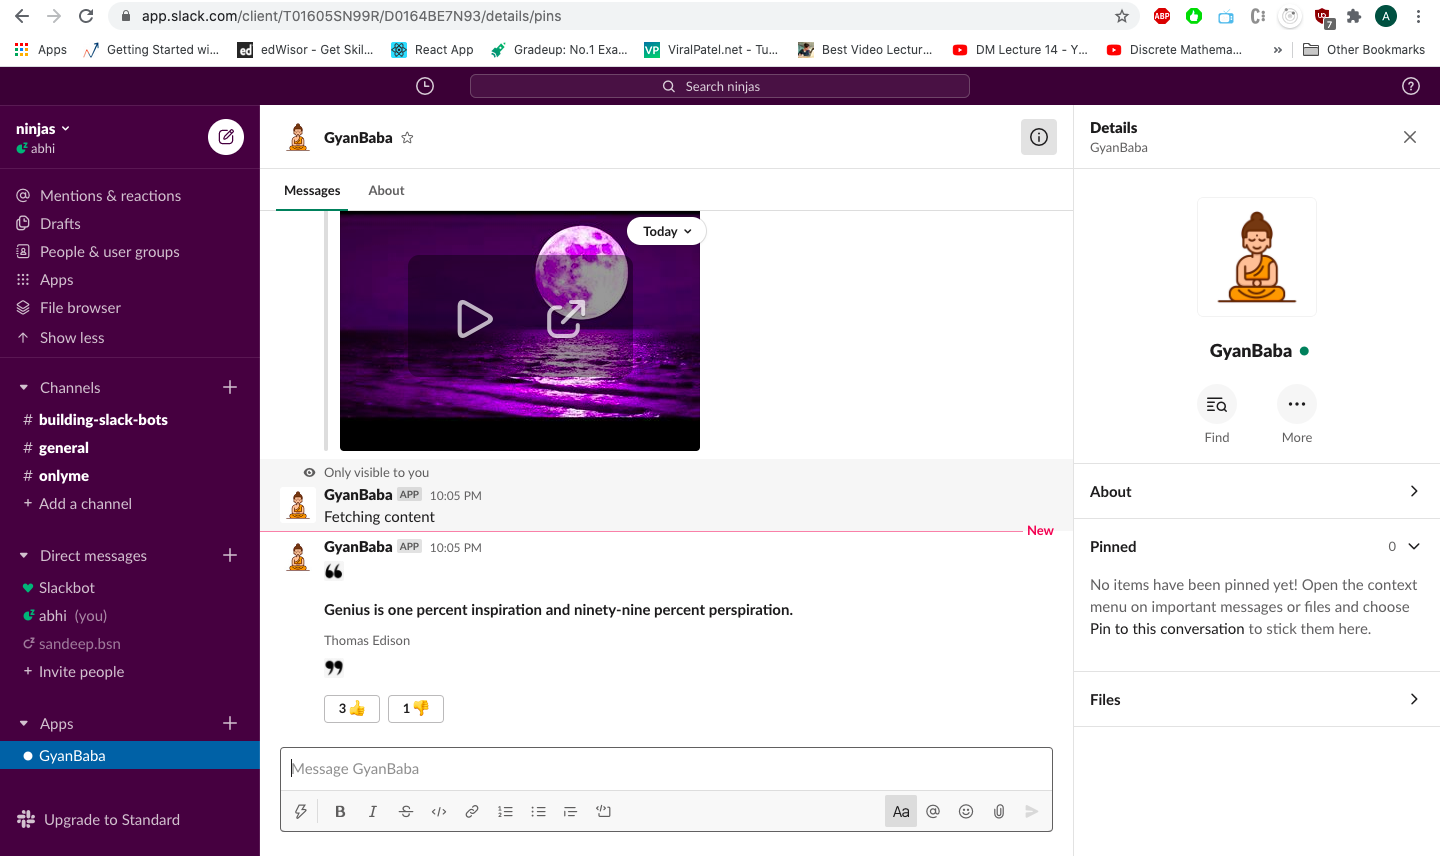 app.slack.com/client/T01605SN99R/D0164BE7N93/details/pins
ABP
7
A
Apps
Getting Started wi...
ed
edWisor - Get Skil...
React App
Gradeup: No.1 Exa...
VP
ViralPatel.net - Tu...
Best Video Lectur...
DM Lecture 14 - Y...
Discrete Mathema...
»
Other Bookmarks
Search ninjas
ninjas
abhi
Mentions & reactions
Drafts
People & user groups
Apps
File browser
Show less
Channels
# building-slack-bots
# general
# onlyme
+ Add a channel
Direct messages
Slackbot
abhi (you)
sandeep.bsn
+ Invite people
Apps
GyanBaba
Upgrade to Standard
GyanBaba
Messages
About
Today
Only visible to you
GyanBaba APP 10:05 PM
Fetching content
New
GyanBaba APP 10:05 PM
❝
Genius is one percent inspiration and ninety-nine percent perspiration.
Thomas Edison
❞
3 👍
1 👎
Message GyanBaba
B
I
S
</>
Aa
@
Details
GyanBaba
GyanBaba
Find
More
About
Pinned
0
No items have been pinned yet! Open the context
menu on important messages or files and choose
Pin to this conversation to stick them here.
Files